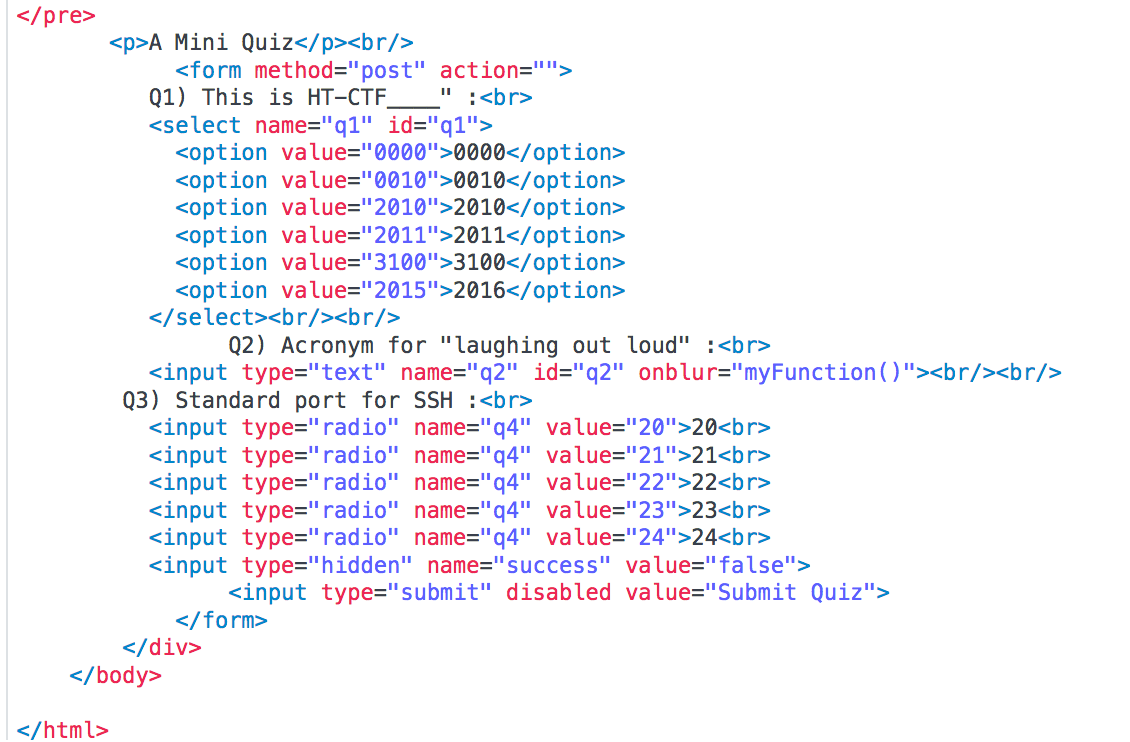 </pre>
<p>A Mini Quiz</p><br/>
<form method="post" action="">
Q1) This is HT-CTF____" :<br>
<select name="q1" id="q1">
<option value="0000">0000</option>
<option value="0010">0010</option>
<option value="2010">2010</option>
<option value="2011">2011</option>
<option value="3100">3100</option>
<option value="2015">2016</option>
</select><br/><br/>
Q2) Acronym for "laughing out loud" :<br>
<input type="text" name="q2" id="q2" onblur="myFunction()"><br/><br/>
Q3) Standard port for SSH :<br>
<input type="radio" name="q4" value="20">20<br>
<input type="radio" name="q4" value="21">21<br>
<input type="radio" name="q4" value="22">22<br>
<input type="radio" name="q4" value="23">23<br>
<input type="radio" name="q4" value="24">24<br>
<input type="hidden" name="success" value="false">
<input type="submit" disabled value="Submit Quiz">
</form>
</div>
</body>
</html>